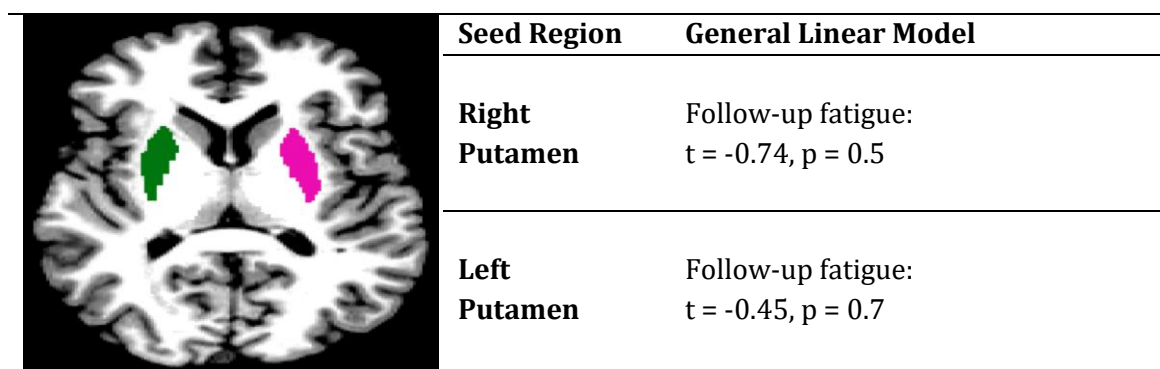 Seed Region General Linear Model
Right Follow-up fatigue:
Putamen t = -0.74, p = 0.5
Left Follow-up fatigue:
Putamen t = -0.45, p = 0.7